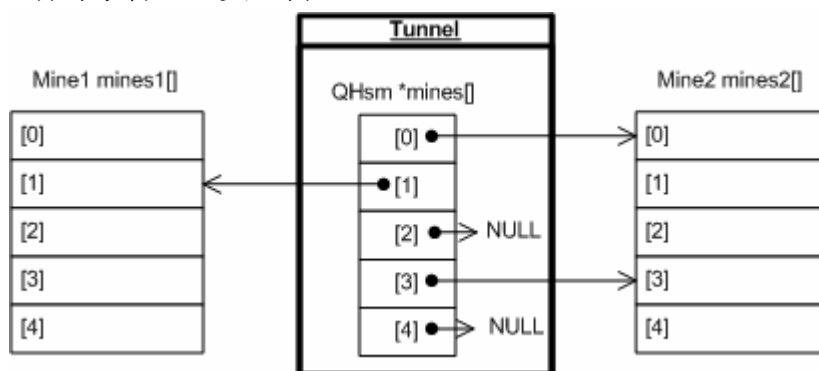 Tunnel
Mine1 mines1[]
QHsm *mines[]
Mine2 mines2[]
[0]
[0]
[0]
[1]
[1]
[1]
[2]
[2]
NULL
[2]
[3]
[3]
[3]
[4]
[4]
NULL
[4]